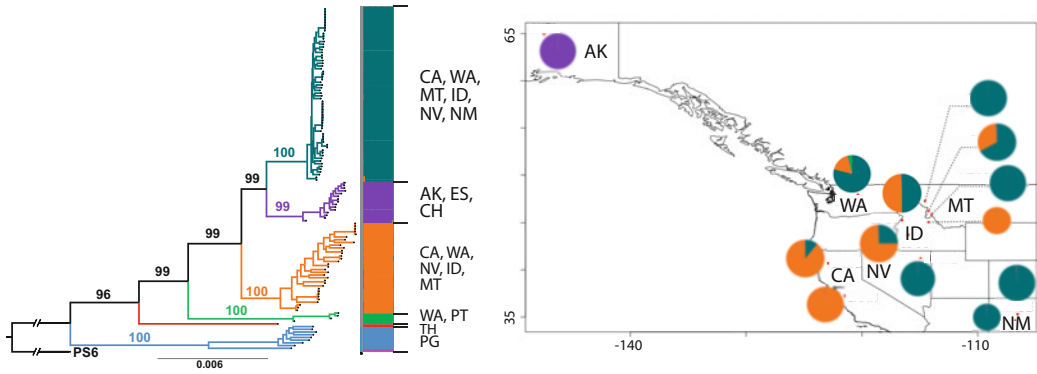 100
99
99
99
100
96
100
100
PS6
0.006
CA, WA,
MT, ID,
NV, NM
AK, ES,
CH
CA, WA,
NV, ID,
MT
WA, PT
TH
PG
65
35
-140
-110
AK
WA
MT
ID
CA
NV
NM